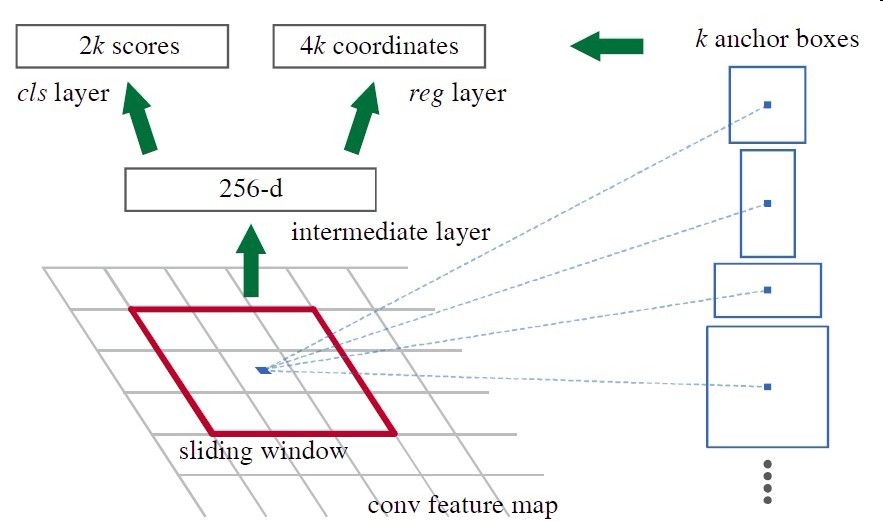 2k scores
4k coordinates
k anchor boxes
cls layer
reg layer
256-d
intermediate layer
sliding window
conv feature map